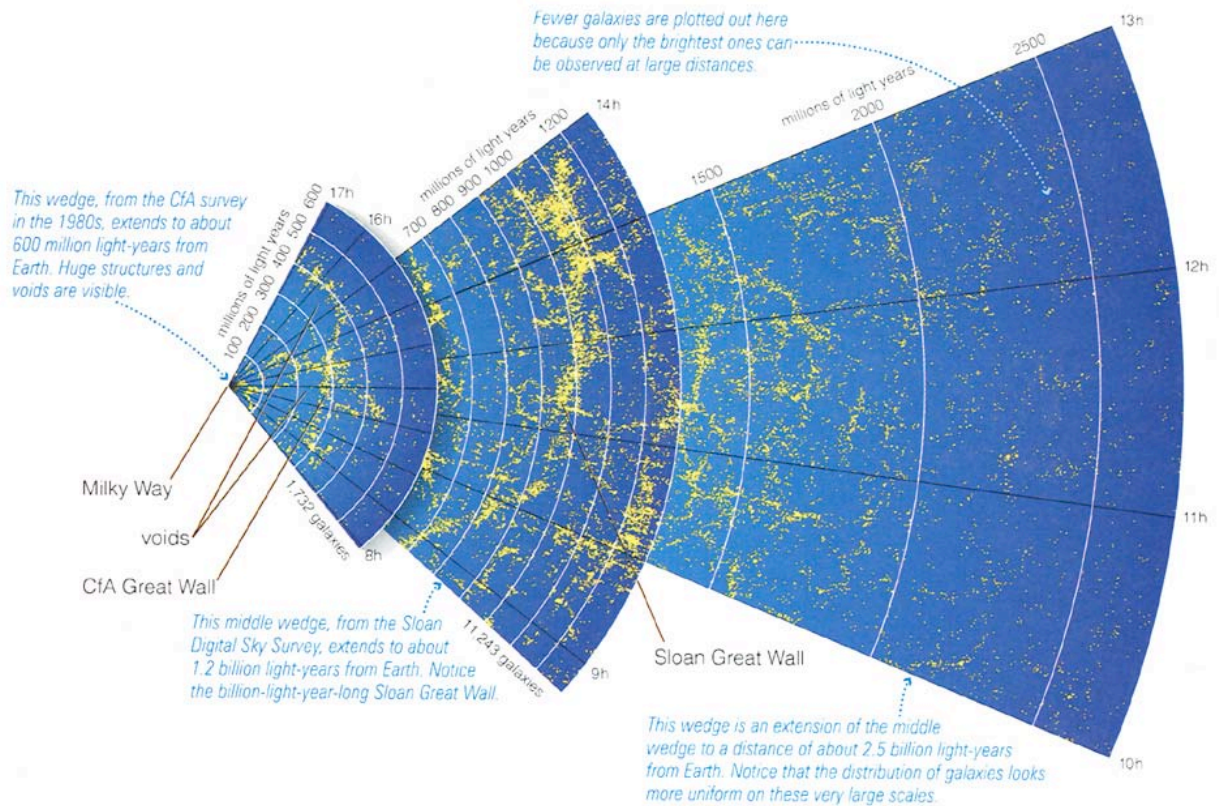 Fewer galaxies are plotted out here
because only the brightest ones can
be observed at large distances.
13h
2500
millions of light years
2000
1500
14h
1200
1000
900
800
700
millions of light years
This wedge, from the CfA survey
in the 1980s, extends to about
600 million light-years from
Earth. Huge structures and
voids are visible.
17h
16h
600
500
400
300
200
100
millions of light years
12h
Milky Way
voids
CfA Great Wall
1,732 galaxies
8h
11h
This middle wedge, from the Sloan
Digital Sky Survey, extends to about
1.2 billion light-years from Earth. Notice
the billion-light-year-long Sloan Great Wall.
11,243 galaxies
9h
Sloan Great Wall
This wedge is an extension of the middle
wedge to a distance of about 2.5 billion light-years
from Earth. Notice that the distribution of galaxies looks
more uniform on these very large scales.
10h